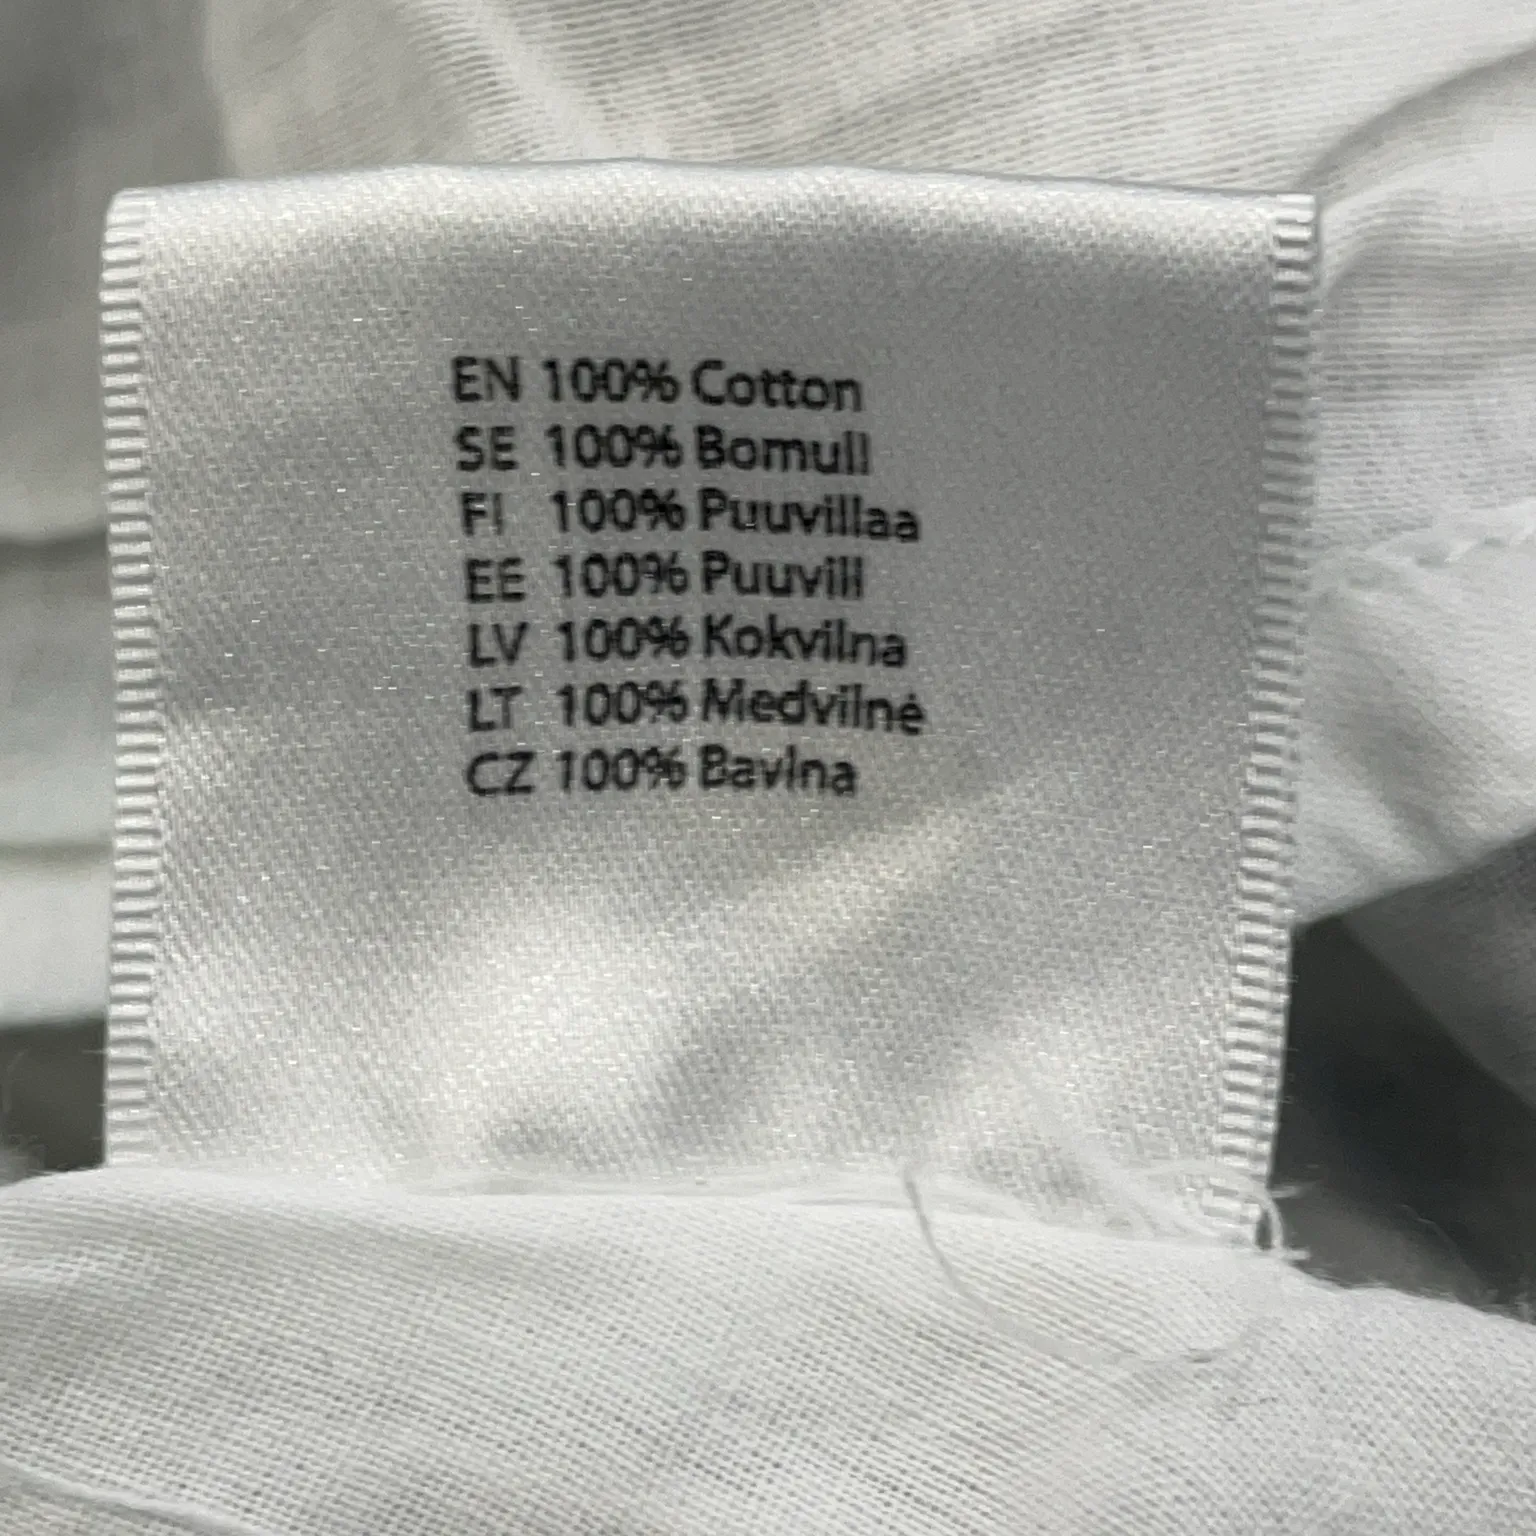 EN 100% Cotton
SE 100% Bomull
FI 100% Puuvillaa
EE 100% Puuvill
LV 100% Kokvilna
LT 100% Medvilnė
CZ 100% Bavlna